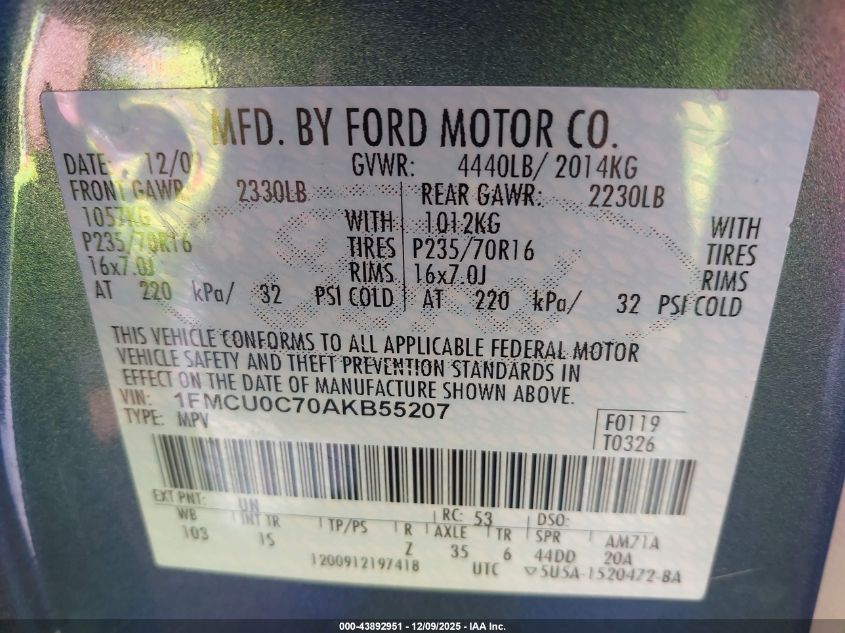 MFD. BY FORD MOTOR CO.
DATE: 12/09 GVWR: 4440LB/ 2014KG
FRONT GAWR: 2330LB REAR GAWR: 2230LB
1057KG WITH 1012KG WITH
P235/70R16 TIRES P235/70R16 TIRES
16x7.0J RIMS 16x7.0J RIMS
AT 220 kPa/ 32 PSI COLD AT 220 kPa/ 32 PSI COLD
THIS VEHICLE CONFORMS TO ALL APPLICABLE FEDERAL MOTOR
VEHICLE SAFETY AND THEFT PREVENTION STANDARDS IN
EFFECT ON THE DATE OF MANUFACTURE SHOWN ABOVE.
VIN: 1FMCU0C70AKB55207
TYPE: MPV
F0119
T0326
EXT PNT: UN RC: 53 DSO:
WB INT TR TP/PS R AXLE TR SPR AM71A
103 IS Z 35 6 44DD 20A
1200912197418 UTC ▽5U5A-1520472-BA
000-43892951 | 12/09/2025 - IAA Inc.